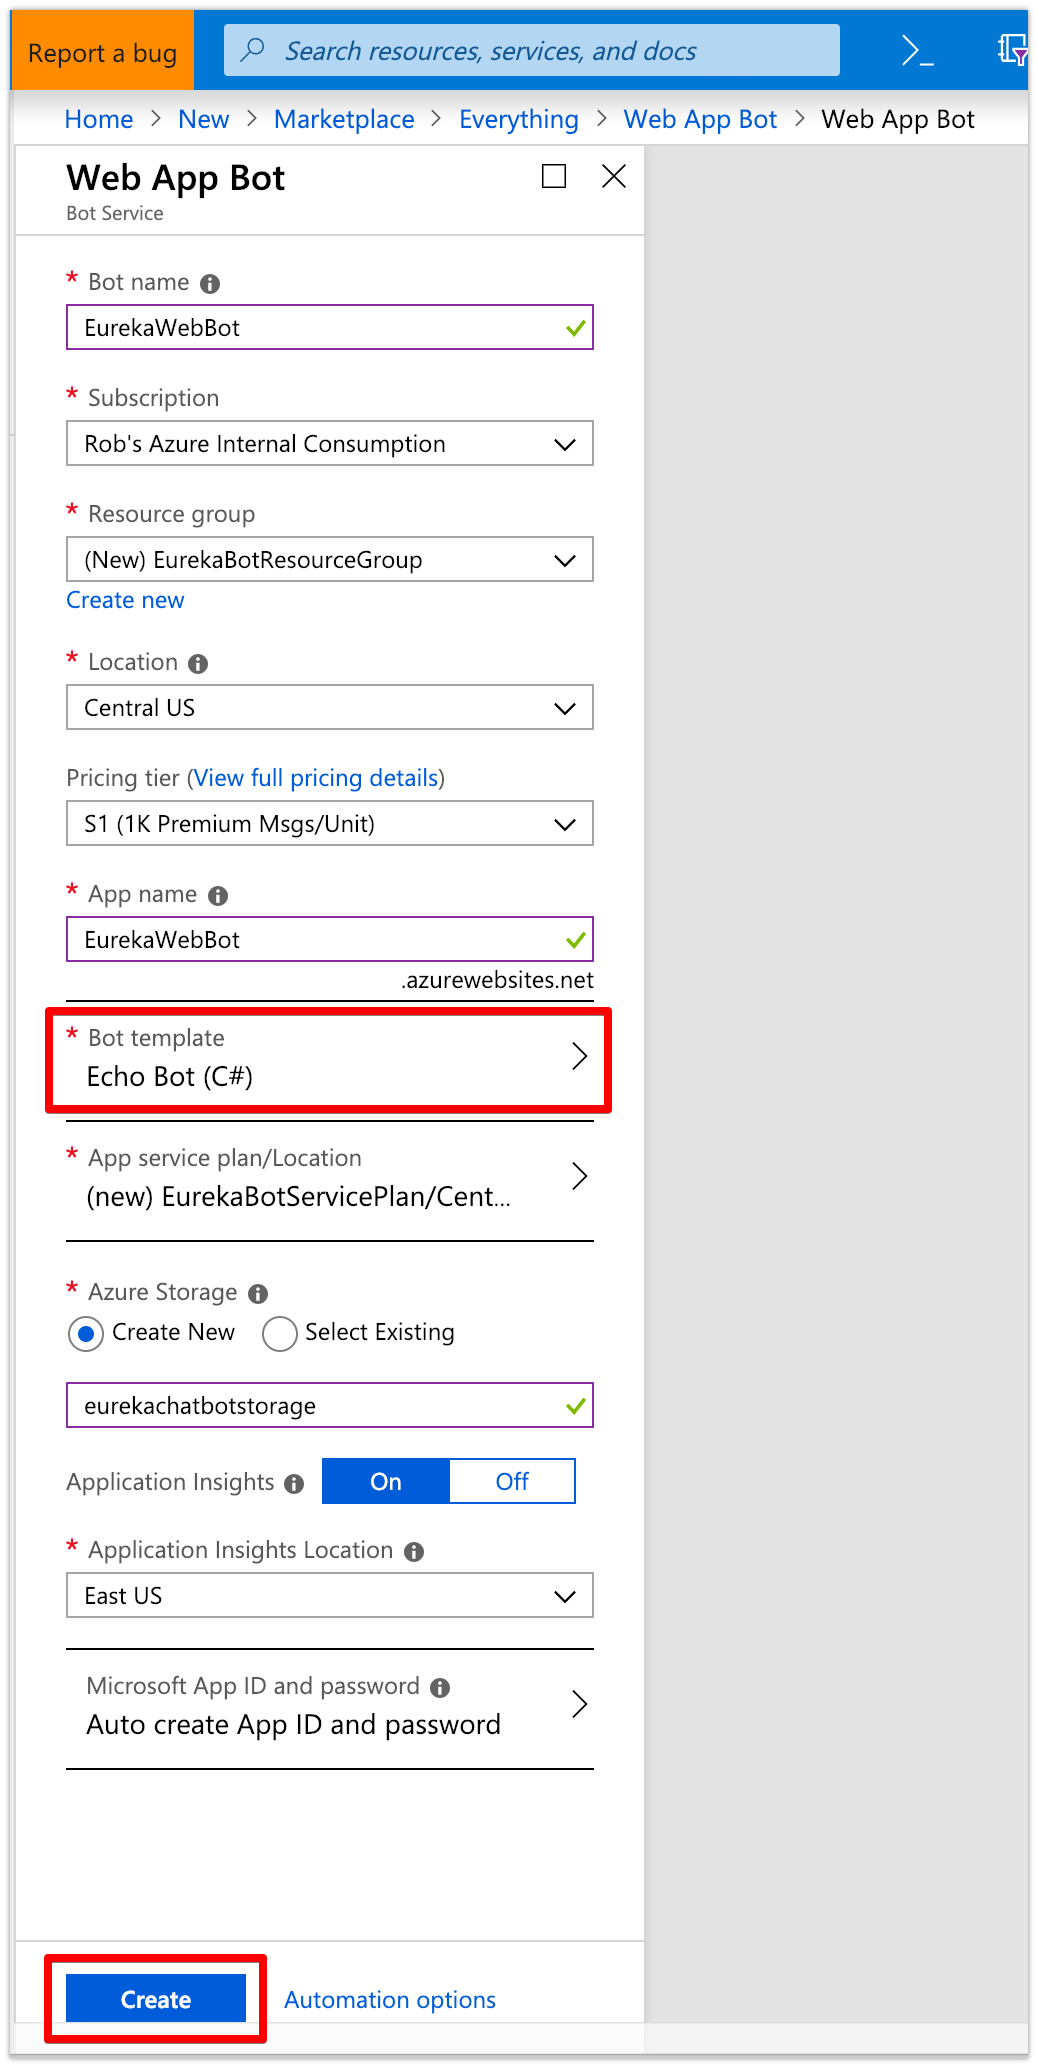 Report a bug
Search resources, services, and docs
Home > New > Marketplace > Everything > Web App Bot > Web App Bot
Web App Bot
Bot Service
* Bot name
EurekaWebBot
* Subscription
Rob's Azure Internal Consumption
* Resource group
(New) EurekaBotResourceGroup
Create new
* Location
Central US
Pricing tier (View full pricing details)
S1 (1K Premium Msgs/Unit)
* App name
EurekaWebBot
.azurewebsites.net
* Bot template
Echo Bot (C#)
* App service plan/Location
(new) EurekaBotServicePlan/Cent...
* Azure Storage
Create New Select Existing
eurekachatbotstorage
Application Insights On Off
* Application Insights Location
East US
Microsoft App ID and password
Auto create App ID and password
Create Automation options